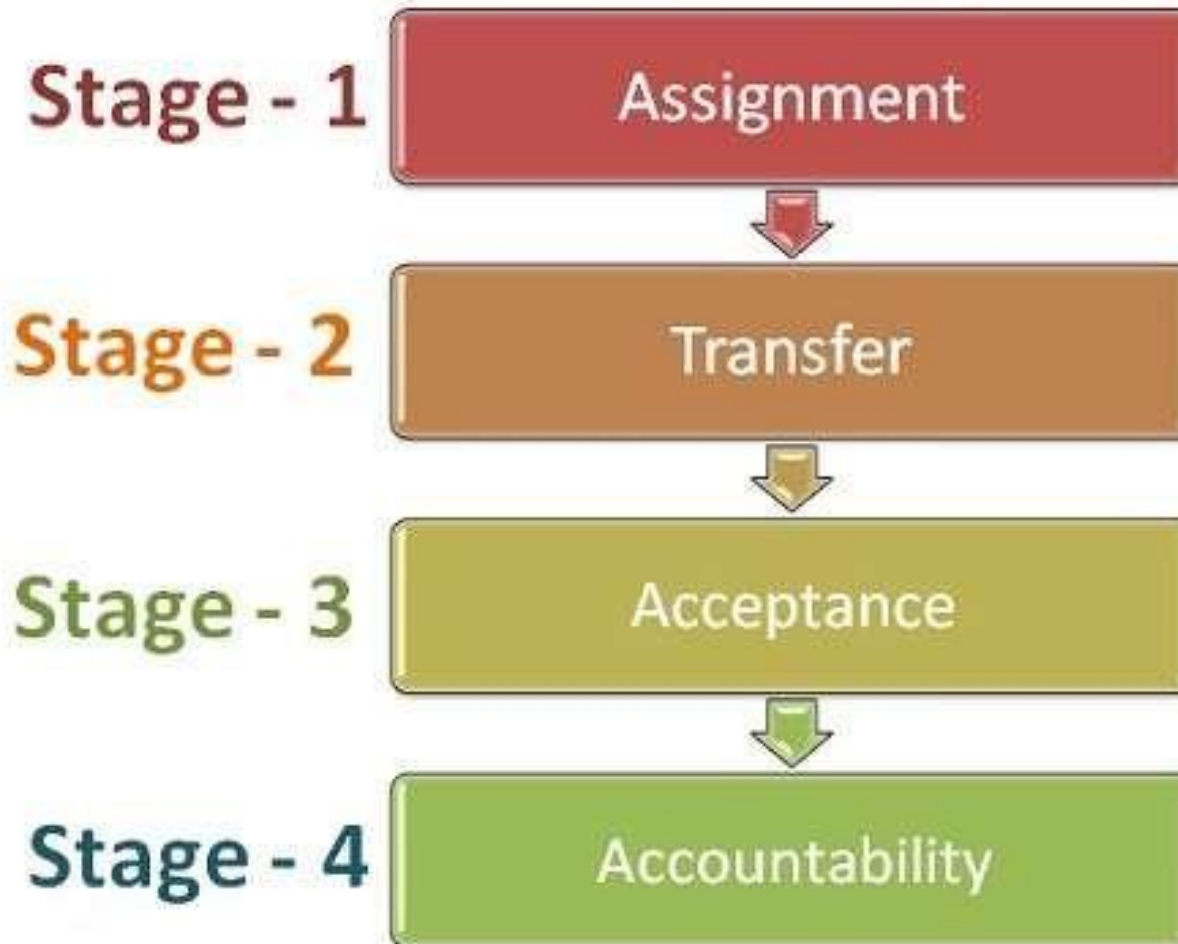 Stage - 1 Assignment
Stage - 2 Transfer
Stage - 3 Acceptance
Stage - 4 Accountability